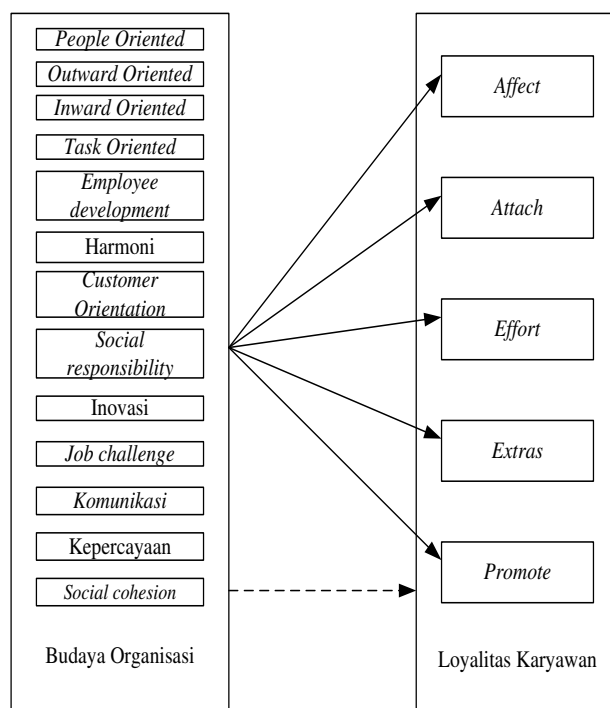 People Oriented
Outward Oriented
Inward Oriented
Task Oriented
Employee
development
Harmoni
Customer
Orientation
Social
responsibility
Inovasi
Job challenge
Komunikasi
Kepercayaan
Social cohesion
Budaya Organisasi
Affect
Attach
Effort
Extras
Promote
Loyalitas Karyawan